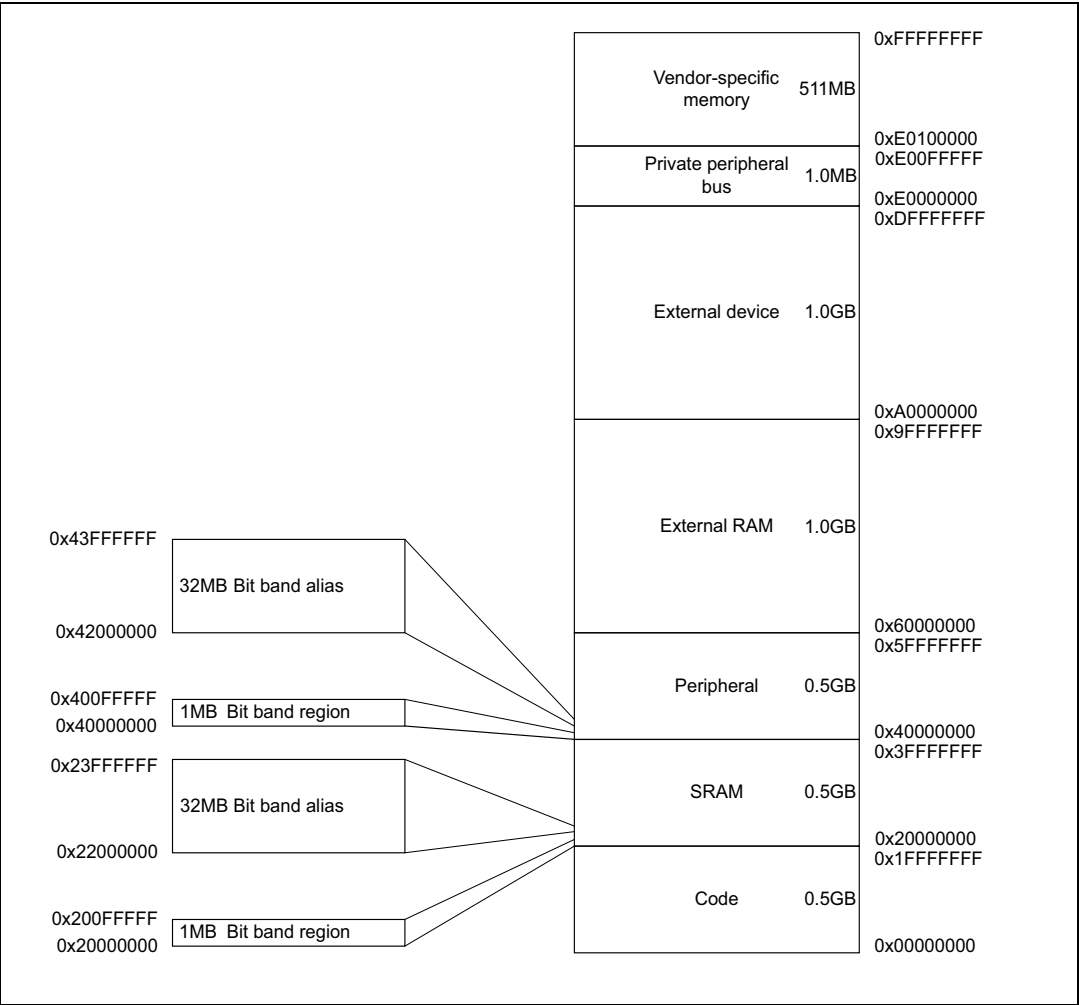 0xFFFFFFFF
Vendor-specific
memory
511MB
0xE0100000
0xE00FFFFF
Private peripheral
bus
1.0MB
0xE0000000
0xDFFFFFFF
External device 1.0GB
0xA0000000
0x9FFFFFFF
External RAM 1.0GB
0x60000000
0x5FFFFFFF
Peripheral 0.5GB
0x40000000
0x3FFFFFFF
SRAM 0.5GB
0x20000000
0x1FFFFFFF
Code 0.5GB
0x00000000
0x43FFFFFF
32MB Bit band alias
0x42000000
0x400FFFFF
1MB Bit band region
0x40000000
0x23FFFFFF
32MB Bit band alias
0x22000000
0x200FFFFF
1MB Bit band region
0x20000000